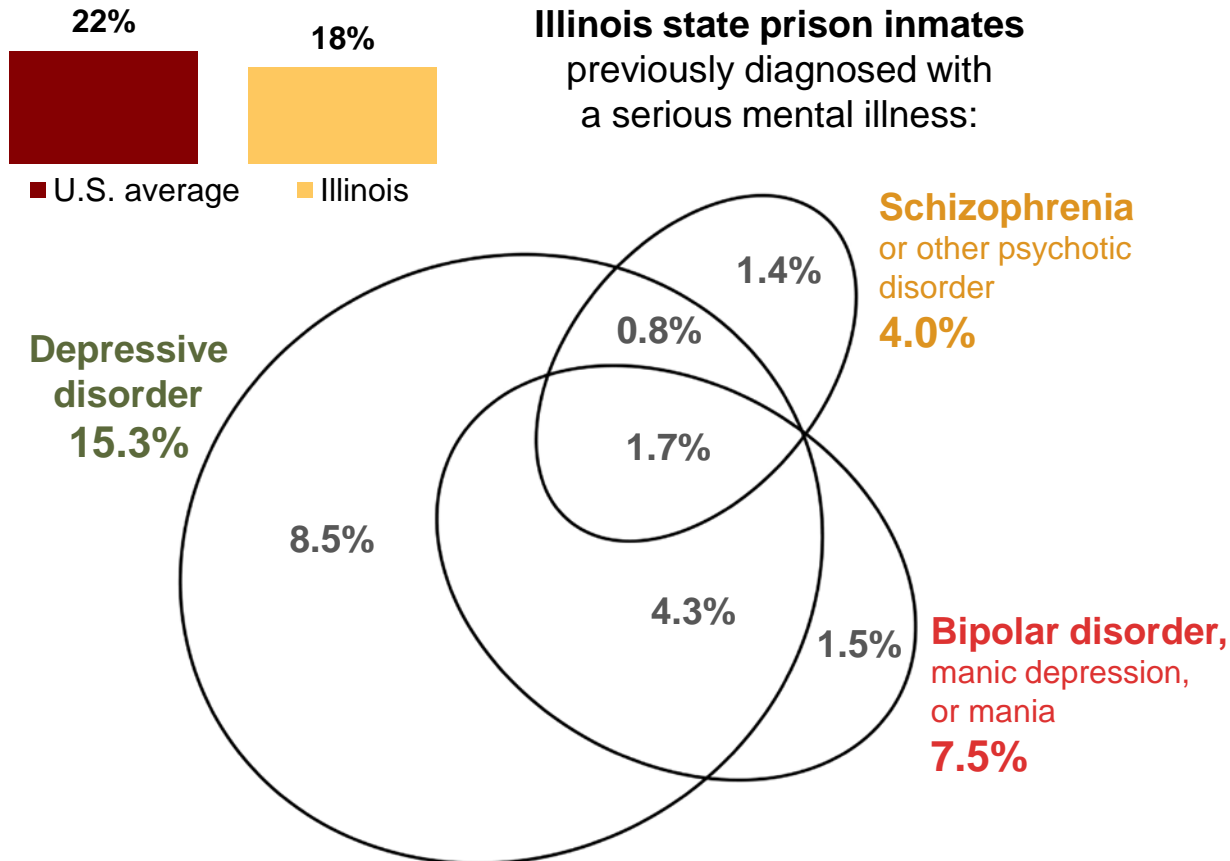 22%
18%
U.S. average
Illinois
Illinois state prison inmates
previously diagnosed with
a serious mental illness:
Schizophrenia
or other psychotic
disorder
4.0%
1.4%
0.8%
Depressive
disorder
15.3%
1.7%
8.5%
4.3%
1.5%
Bipolar disorder,
manic depression,
or mania
7.5%